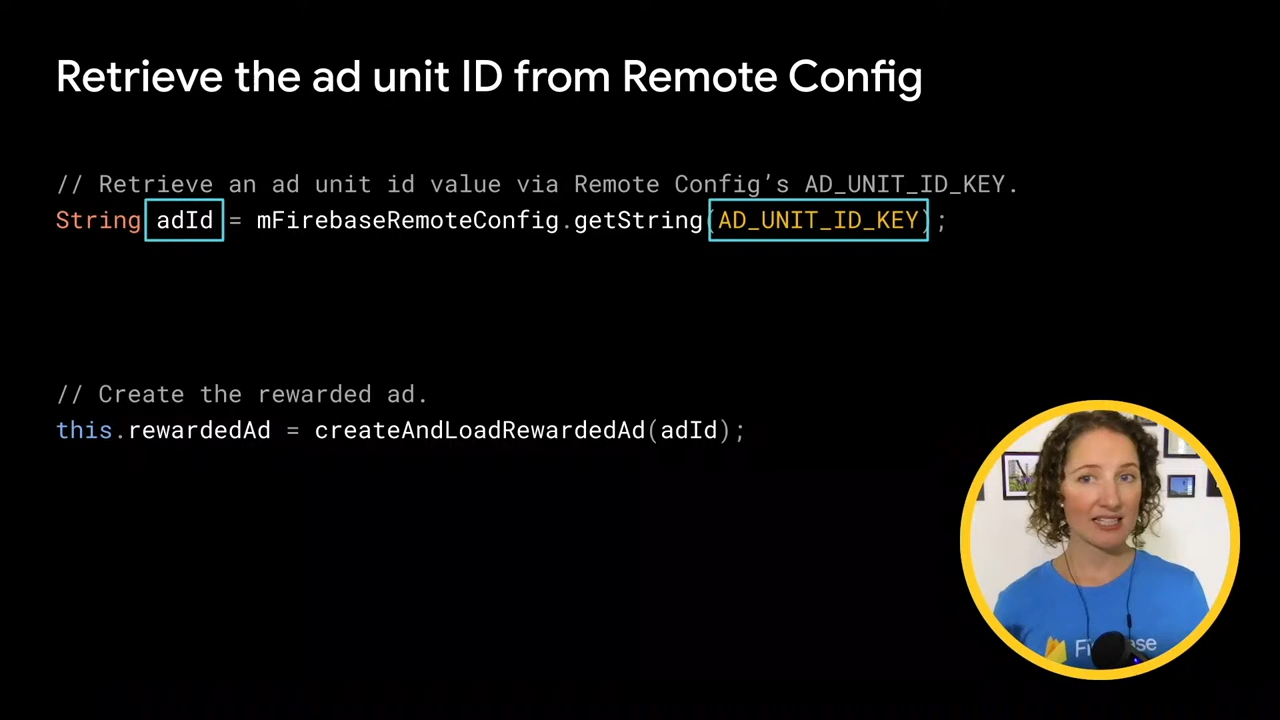 Retrieve the ad unit ID from Remote Config
// Retrieve an ad unit id value via Remote Config’s AD_UNIT_ID_KEY.
String adId = mFirebaseRemoteConfig.getString(AD_UNIT_ID_KEY);
// Create the rewarded ad.
this.rewardedAd = createAndLoadRewardedAd(adId);